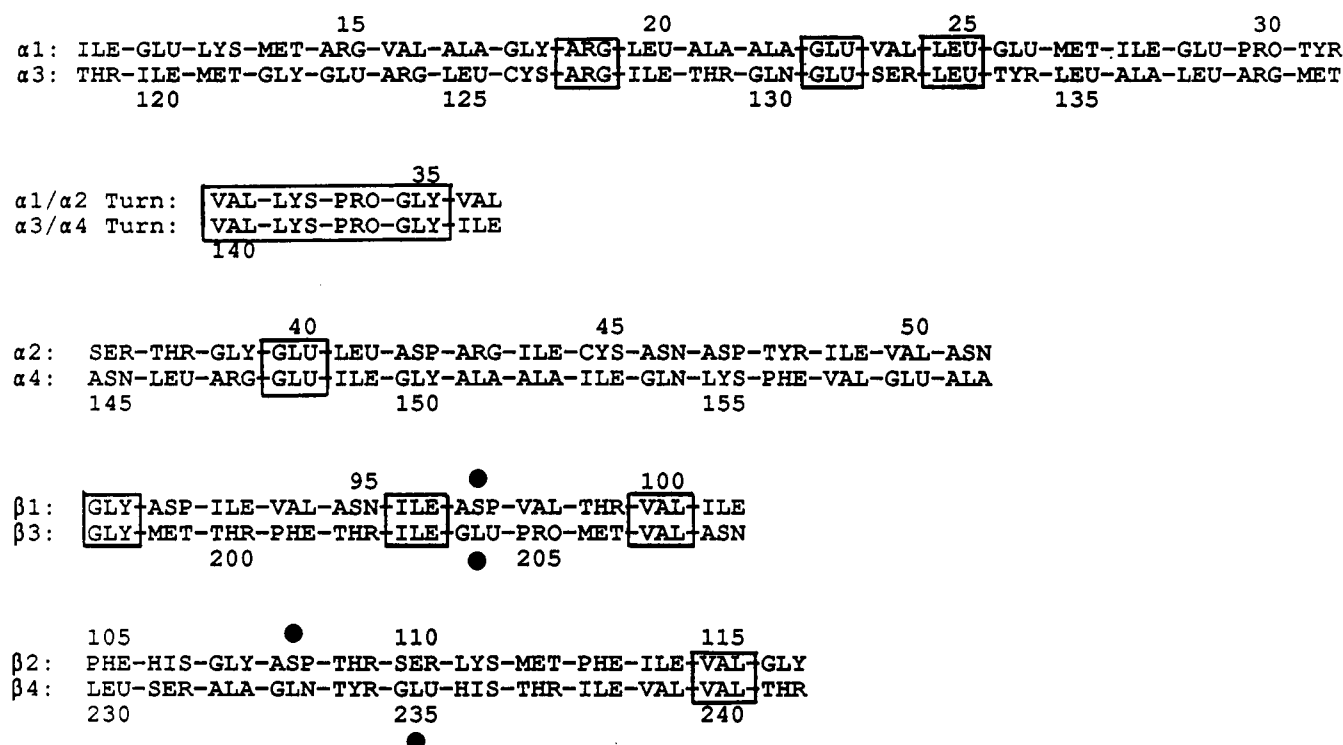 15 20 25 30
α1: ILE-GLU-LYS-MET-ARG-VAL-ALA-GLY-ARG-LEU-ALA-ALA-GLU-VAL-LEU-GLU-MET-ILE-GLU-PRO-TYR
α3: THR-ILE-MET-GLY-GLU-ARG-LEU-CYS-ARG-ILE-THR-GLN-GLU-SER-LEU-TYR-LEU-ALA-LEU-ARG-MET
120 125 130 135
35
α1/α2 Turn: VAL-LYS-PRO-GLY-VAL
α3/α4 Turn: VAL-LYS-PRO-GLY-ILE
140
40 45 50
α2: SER-THR-GLY-GLU-LEU-ASP-ARG-ILE-CYS-ASN-ASP-TYR-ILE-VAL-ASN
α4: ASN-LEU-ARG-GLU-ILE-GLY-ALA-ALA-ILE-GLN-LYS-PHE-VAL-GLU-ALA
145 150 155
95 100
β1: GLY-ASP-ILE-VAL-ASN-ILE-ASP-VAL-THR-VAL-ILE
β3: GLY-MET-THR-PHE-THR-ILE-GLU-PRO-MET-VAL-ASN
200 205
105 110 115
β2: PHE-HIS-GLY-ASP-THR-SER-LYS-MET-PHE-ILE-VAL-GLY
β4: LEU-SER-ALA-GLN-TYR-GLU-HIS-THR-ILE-VAL-VAL-THR
230 235 240